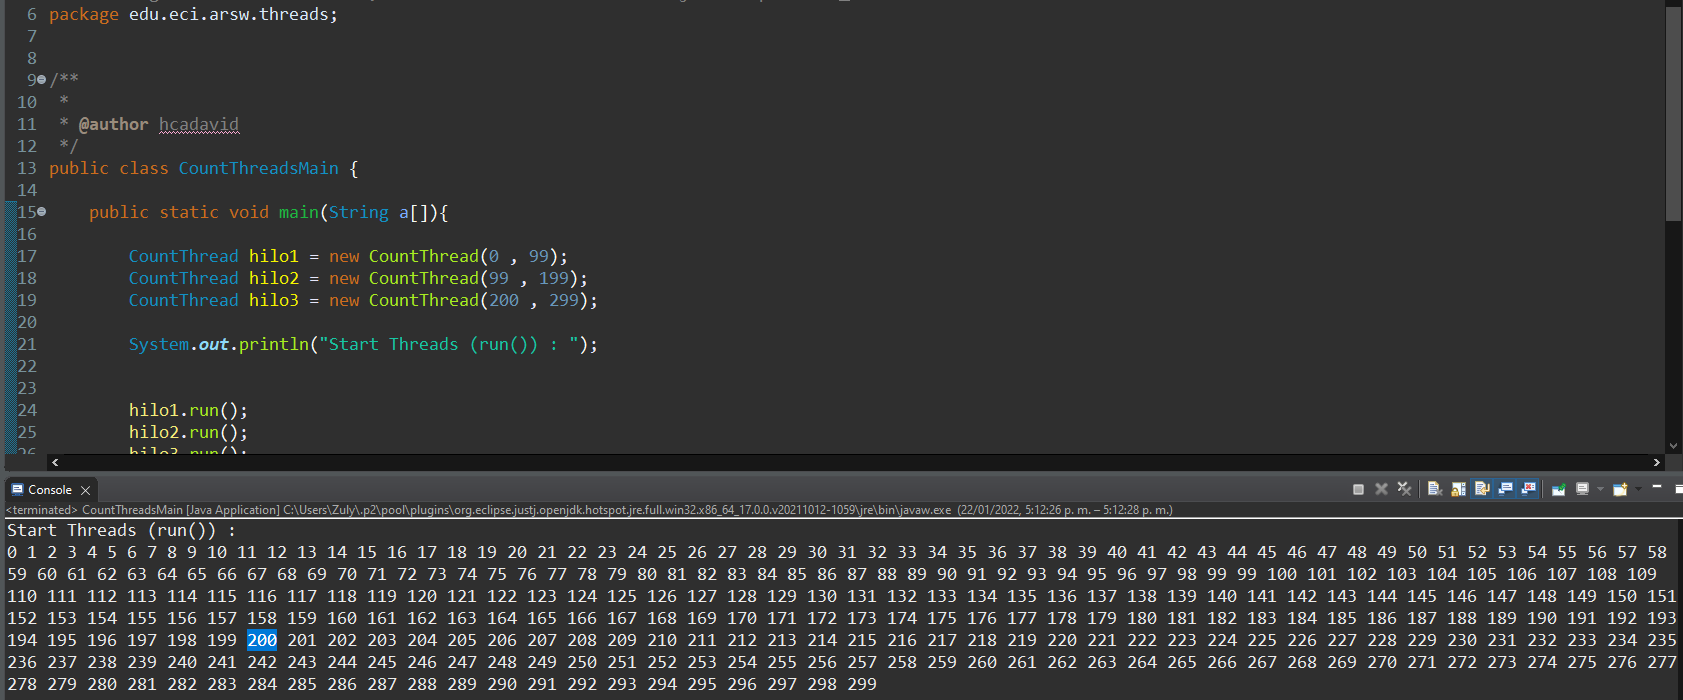 6 package edu.eci.arsw.threads;
7
8
9 /**
10 *
11 * @author hcadavid
12 */
13 public class CountThreadsMain {
14
15 public static void main(String a[]){
16
17 CountThread hilo1 = new CountThread(0 , 99);
18 CountThread hilo2 = new CountThread(99 , 199);
19 CountThread hilo3 = new CountThread(200 , 299);
20
21 System.out.println("Start Threads (run()) : ");
22
23
24 hilo1.run();
25 hilo2.run();
26 hilo3.run();
Console
<terminated> CountThreadsMain [Java Application] C:\Users\Zuly\.p2\pool\plugins\org.eclipse.justj.openjdk.hotspot.jre.full.win32.x86_64_17.0.0.v20211012-1059\jre\bin\javaw.exe (22/01/2022, 5:12:26 p. m. – 5:12:28 p. m.)
Start Threads (run()) :
0 1 2 3 4 5 6 7 8 9 10 11 12 13 14 15 16 17 18 19 20 21 22 23 24 25 26 27 28 29 30 31 32 33 34 35 36 37 38 39 40 41 42 43 44 45 46 47 48 49 50 51 52 53 54 55 56 57 58
59 60 61 62 63 64 65 66 67 68 69 70 71 72 73 74 75 76 77 78 79 80 81 82 83 84 85 86 87 88 89 90 91 92 93 94 95 96 97 98 99 99 100 101 102 103 104 105 106 107 108 109
110 111 112 113 114 115 116 117 118 119 120 121 122 123 124 125 126 127 128 129 130 131 132 133 134 135 136 137 138 139 140 141 142 143 144 145 146 147 148 149 150 151
152 153 154 155 156 157 158 159 160 161 162 163 164 165 166 167 168 169 170 171 172 173 174 175 176 177 178 179 180 181 182 183 184 185 186 187 188 189 190 191 192 193
194 195 196 197 198 199 200 201 202 203 204 205 206 207 208 209 210 211 212 213 214 215 216 217 218 219 220 221 222 223 224 225 226 227 228 229 230 231 232 233 234 235
236 237 238 239 240 241 242 243 244 245 246 247 248 249 250 251 252 253 254 255 256 257 258 259 260 261 262 263 264 265 266 267 268 269 270 271 272 273 274 275 276 277
278 279 280 281 282 283 284 285 286 287 288 289 290 291 292 293 294 295 296 297 298 299